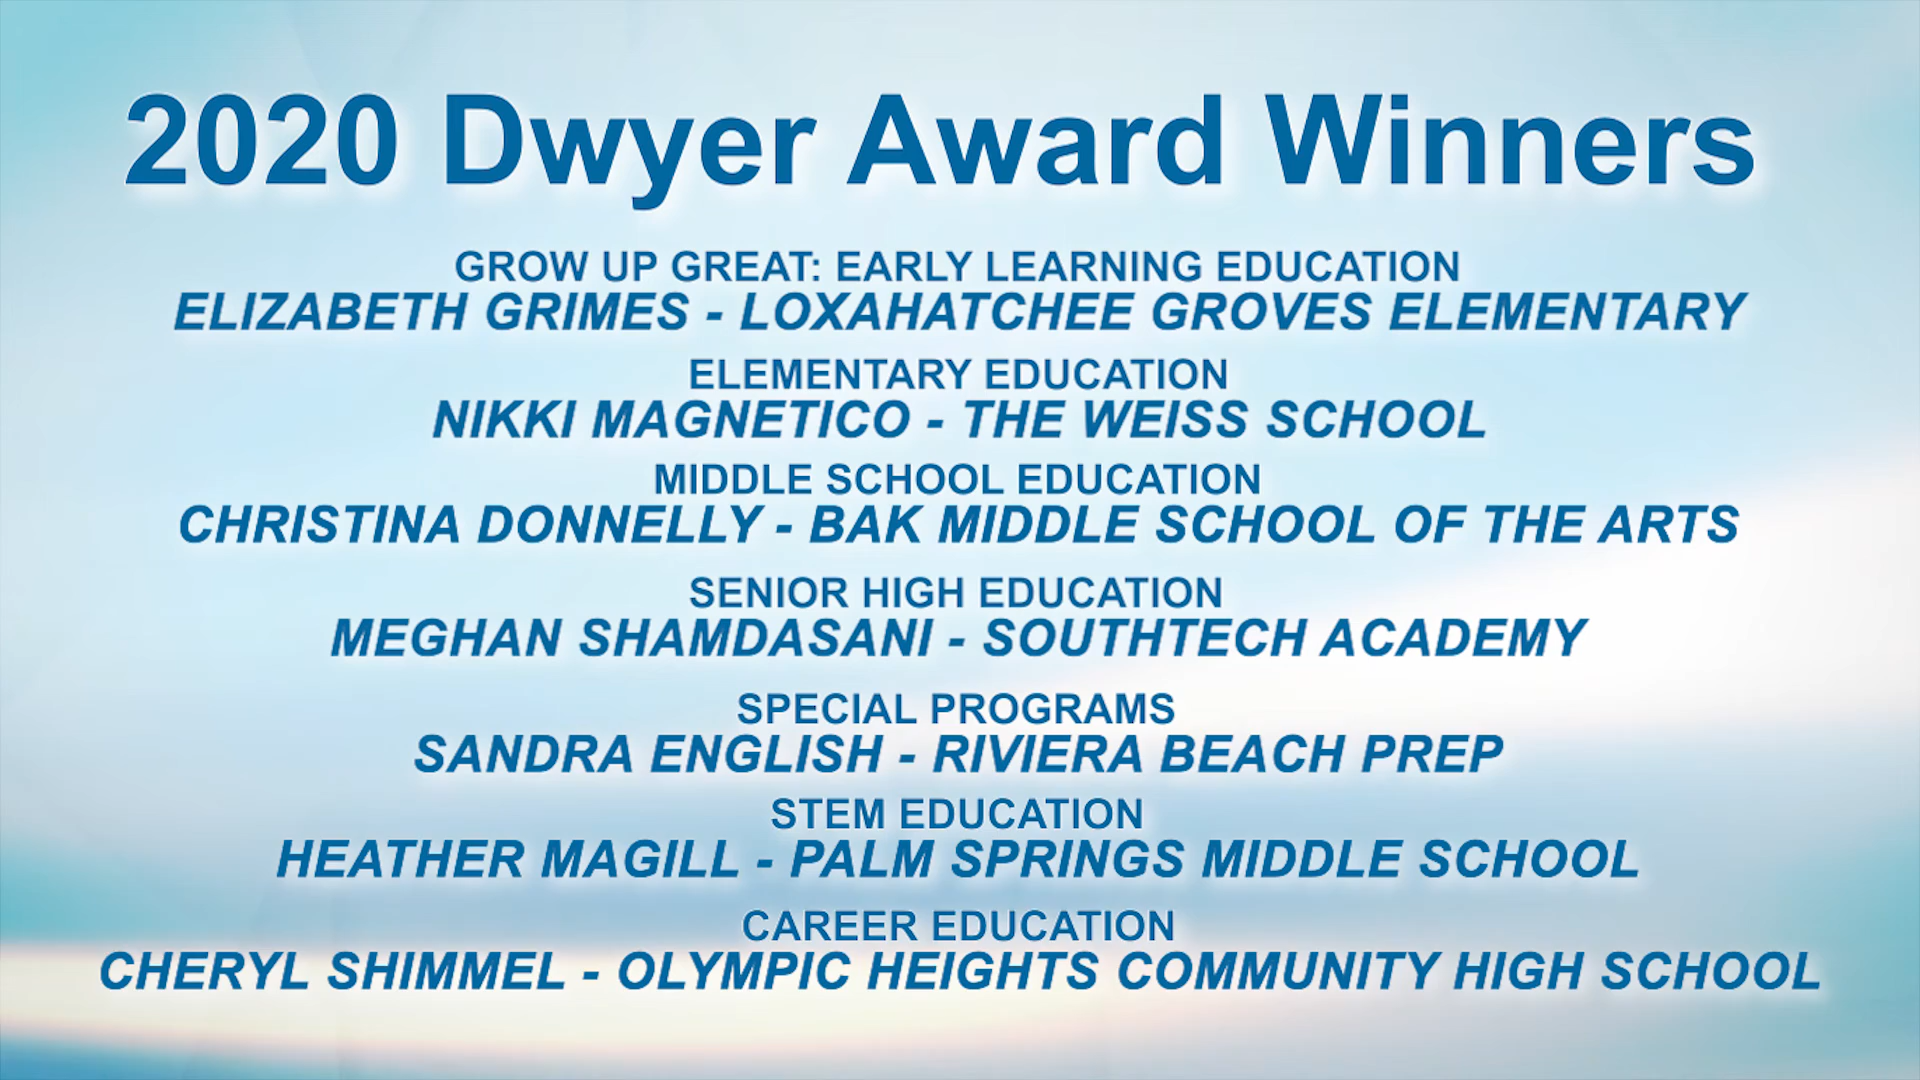 2020 Dwyer Award Winners
GROW UP GREAT: EARLY LEARNING EDUCATION
ELIZABETH GRIMES - LOXAHATCHEE GROVES ELEMENTARY
ELEMENTARY EDUCATION
NIKKI MAGNETICO - THE WEISS SCHOOL
MIDDLE SCHOOL EDUCATION
CHRISTINA DONNELLY - BAK MIDDLE SCHOOL OF THE ARTS
SENIOR HIGH EDUCATION
MEGHAN SHAMDASANI - SOUTHTECH ACADEMY
SPECIAL PROGRAMS
SANDRA ENGLISH - RIVIERA BEACH PREP
STEM EDUCATION
HEATHER MAGILL - PALM SPRINGS MIDDLE SCHOOL
CAREER EDUCATION
CHERYL SHIMMEL - OLYMPIC HEIGHTS COMMUNITY HIGH SCHOOL